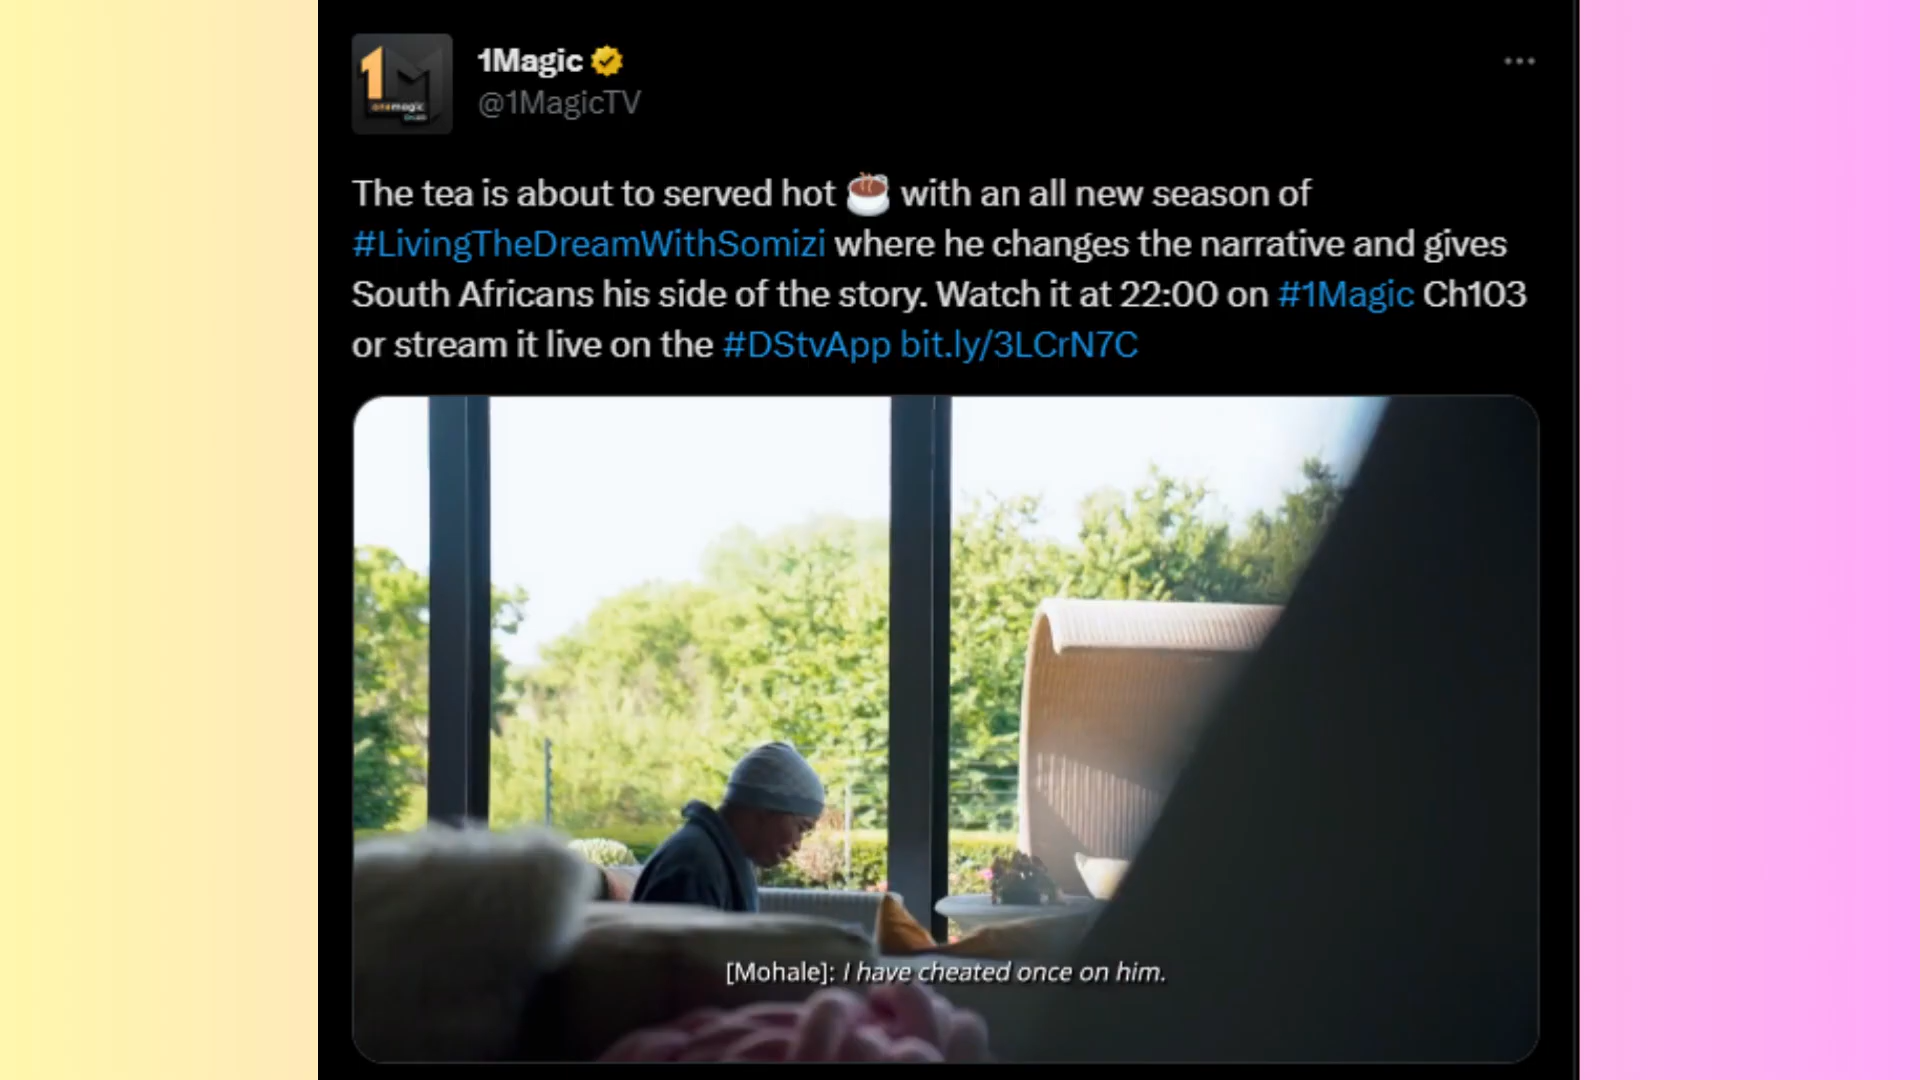 1Magic
@1MagicTV
1M
onemagic
The tea is about to served hot ☕ with an all new season of
#LivingTheDreamWithSomizi where he changes the narrative and gives
South Africans his side of the story. Watch it at 22:00 on #1Magic Ch103
or stream it live on the #DStvApp bit.ly/3LCrN7C
[Mohale]: I have cheated once on him.